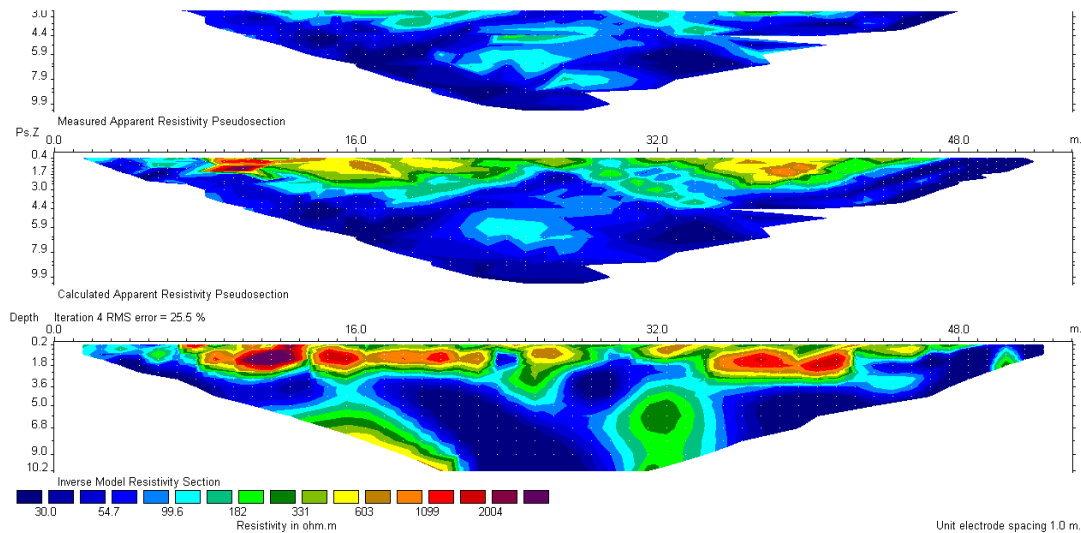 3.0
4.4
5.9
7.9
9.9
Measured Apparent Resistivity Pseudosection
Ps.Z 0.0 16.0 32.0 48.0 m.
0.4
1.7
3.0
4.4
5.9
7.9
9.9
Calculated Apparent Resistivity Pseudosection
Depth Iteration 4 RMS error = 25.5 %
0.0 16.0 32.0 48.0 m.
0.2
1.8
3.6
5.0
6.8
9.0
10.2
Inverse Model Resistivity Section
30.0 54.7 99.6 182 331 603 1099 2004
Resistivity in ohm.m Unit electrode spacing 1.0 m.